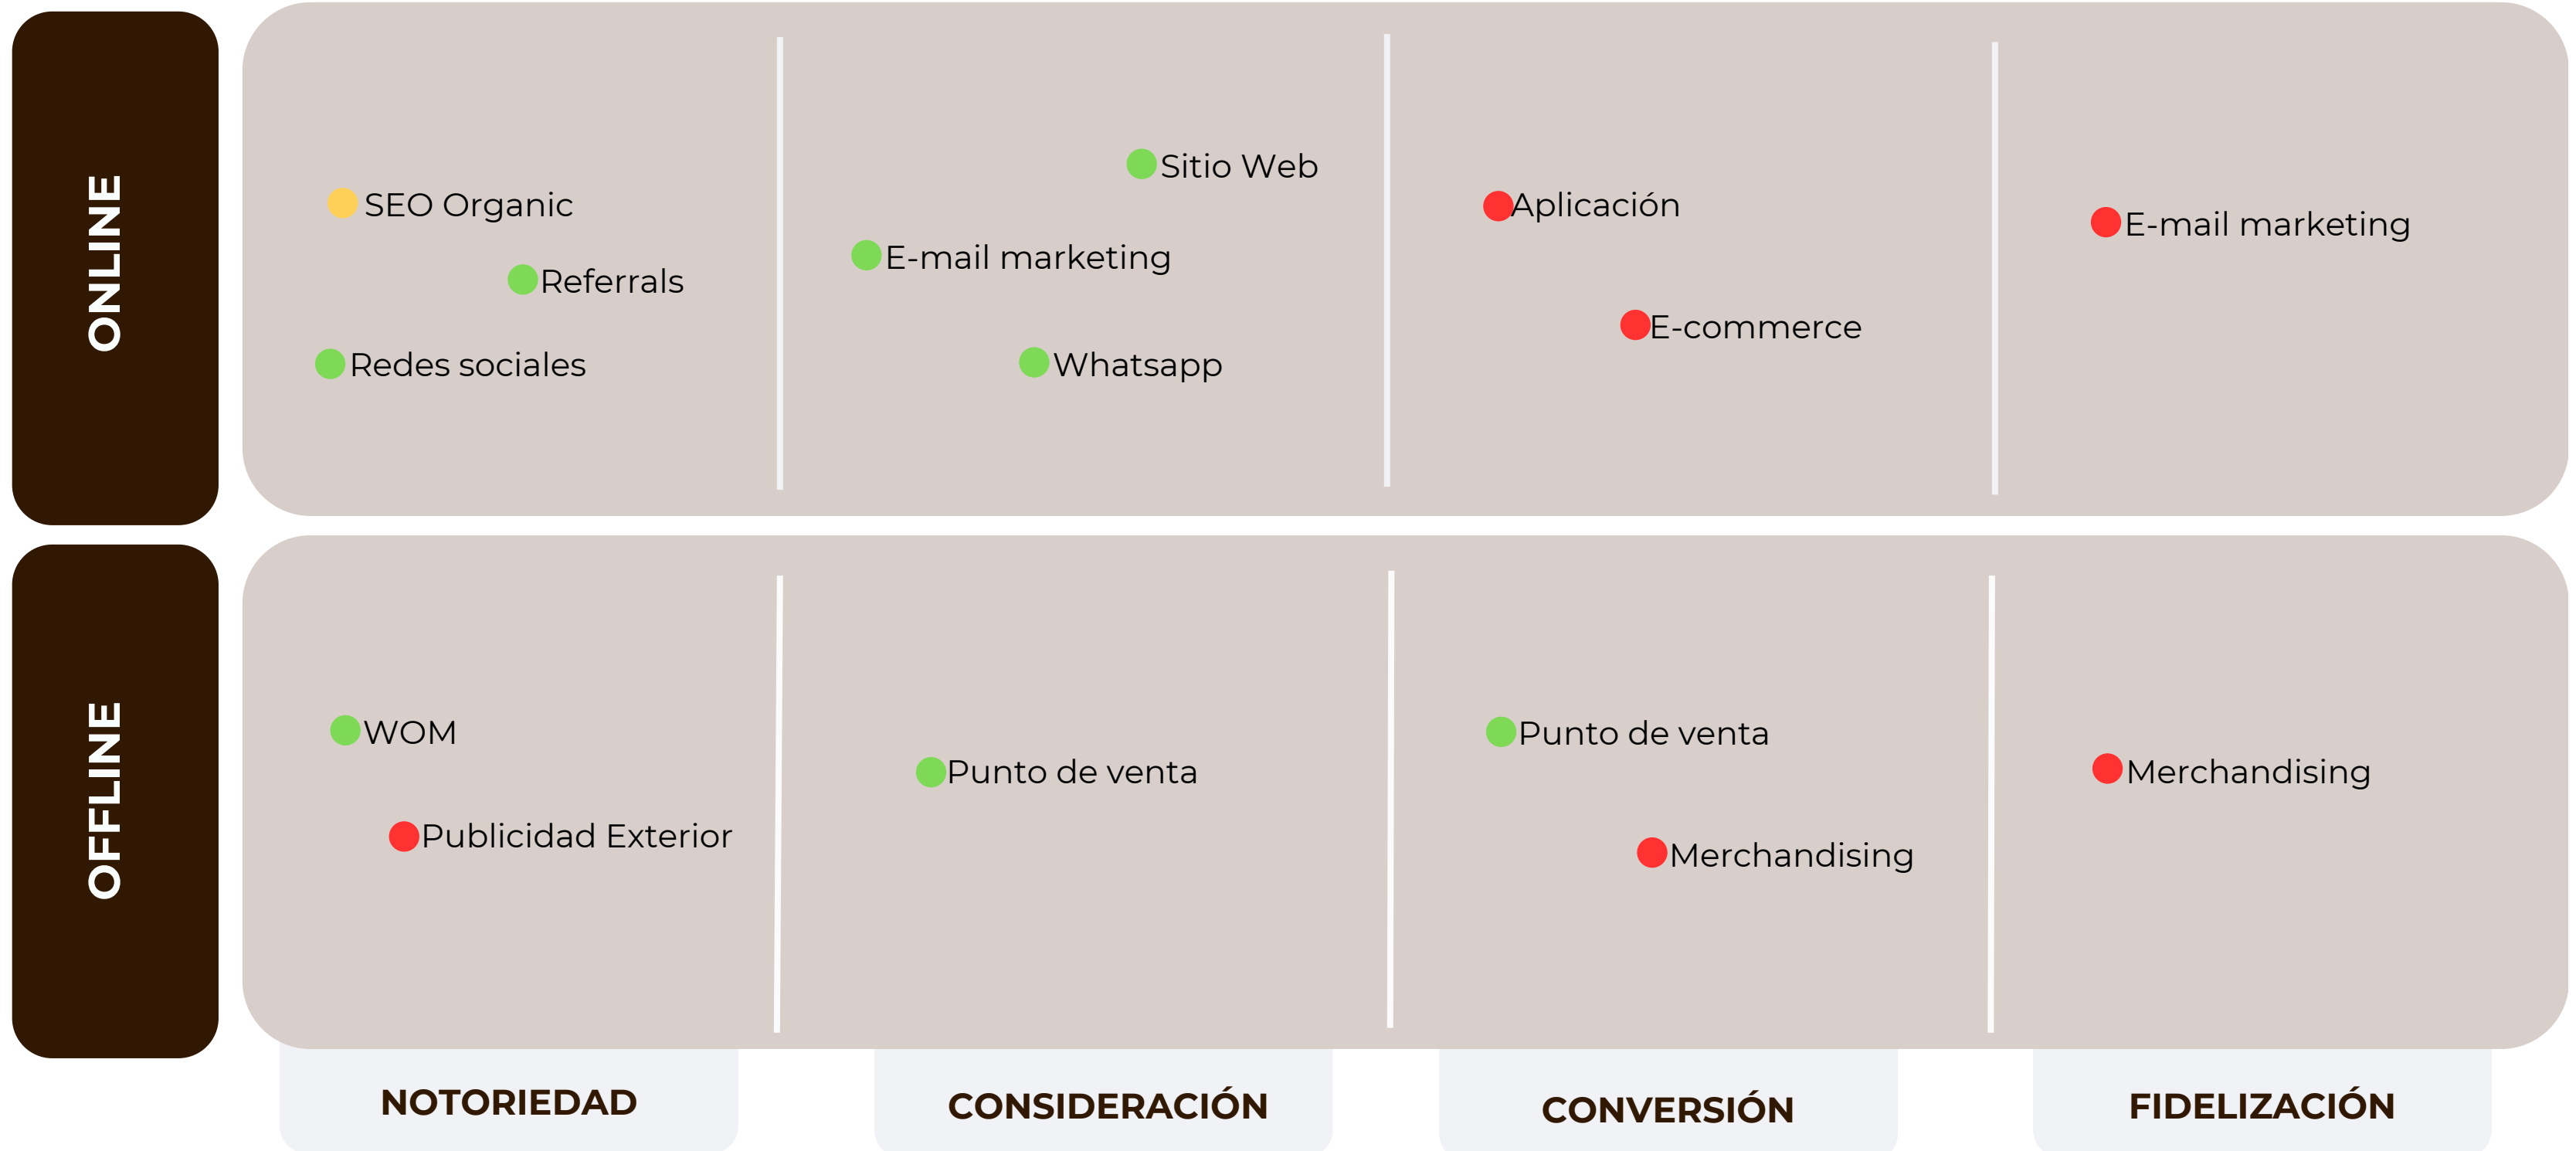 ONLINE
SEO Organic
Referrals
Redes sociales
Sitio Web
E-mail marketing
Whatsapp
Aplicación
E-commerce
E-mail marketing
OFFLINE
WOM
Publicidad Exterior
Punto de venta
Punto de venta
Merchandising
Merchandising
NOTORIEDAD
CONSIDERACIÓN
CONVERSIÓN
FIDELIZACIÓN